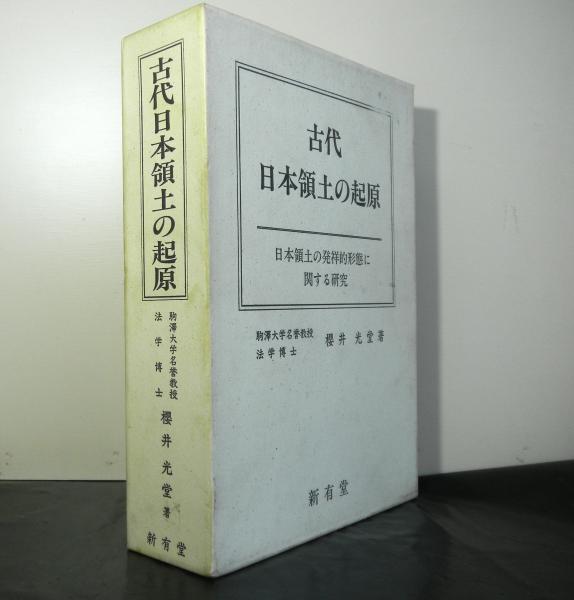 古代日本領土の起原
駒澤大学名誉教授
法学博士
櫻井光堂著
新有堂
古代
日本領土の起原
日本領土の発祥的形態に
関する研究
駒澤大学名誉教授
法学博士
櫻井光堂著
新有堂